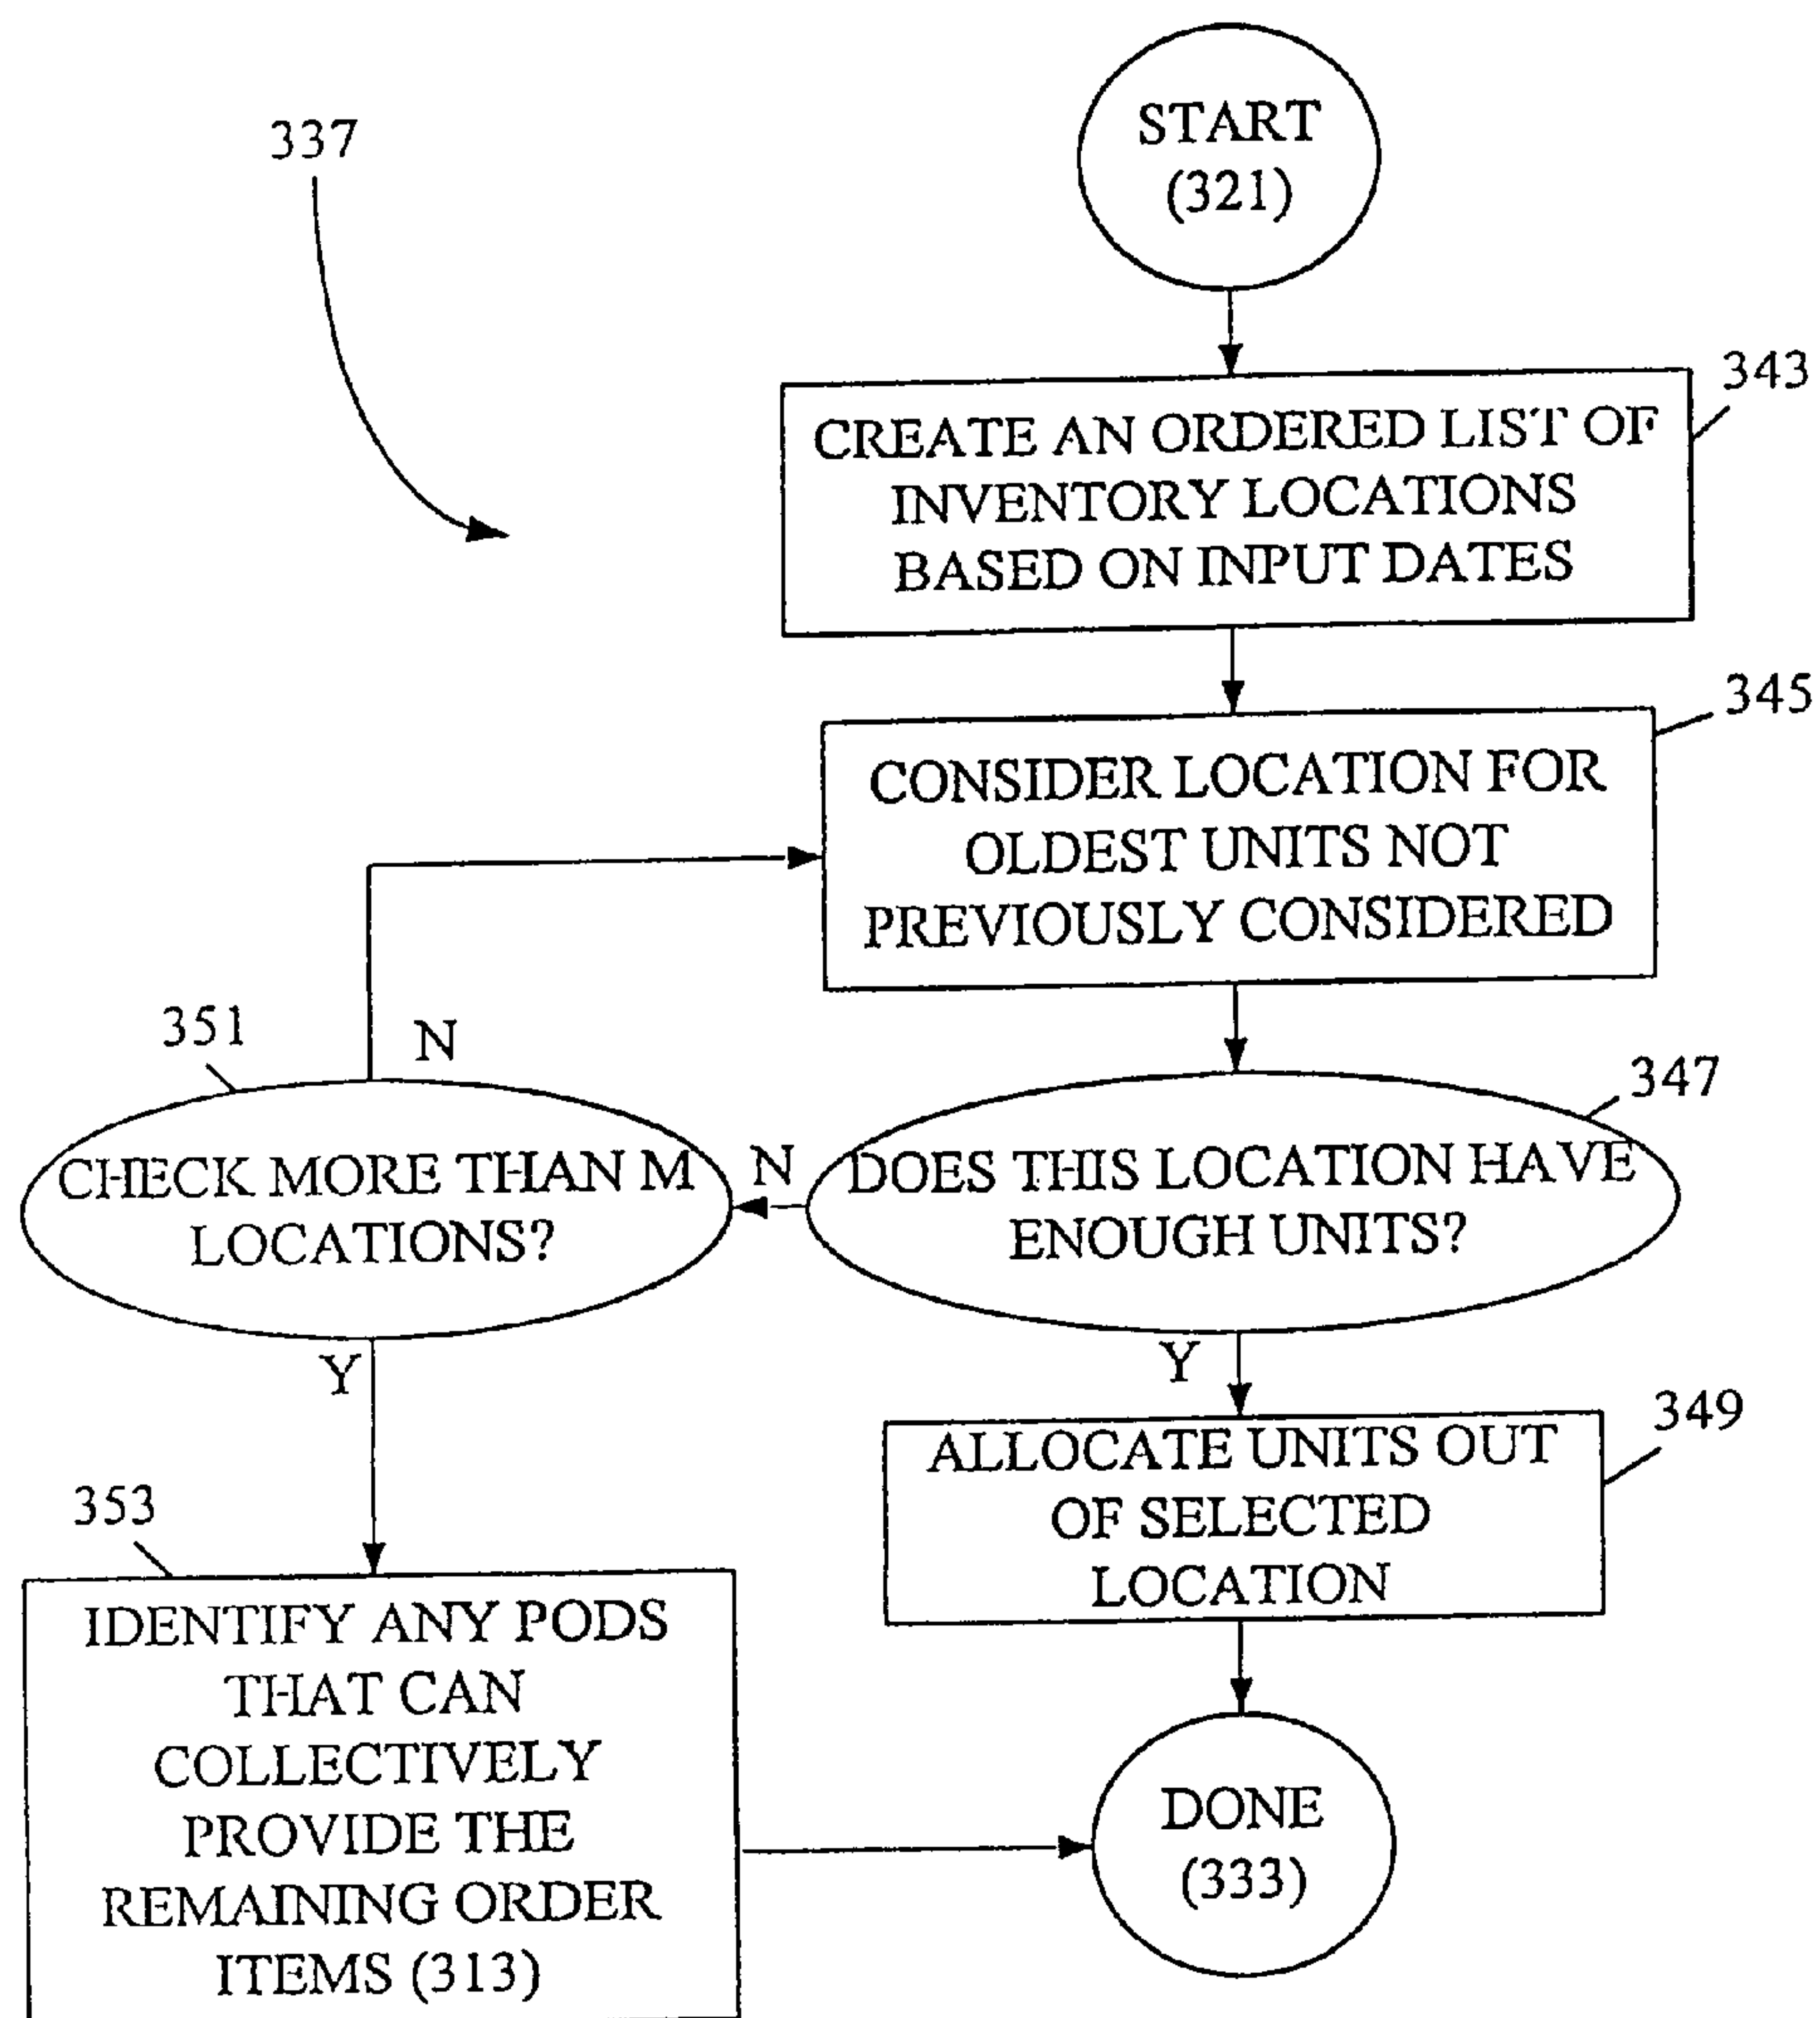 START
(321)
337
343
CREATE AN ORDERED LIST OF
INVENTORY LOCATIONS
BASED ON INPUT DATES
345
CONSIDER LOCATION FOR
OLDEST UNITS NOT
PREVIOUSLY CONSIDERED
351
N
347
CHECK MORE THAN M
LOCATIONS?
N
DOES THIS LOCATION HAVE
ENOUGH UNITS?
Y
Y
349
ALLOCATE UNITS OUT
OF SELECTED
LOCATION
353
IDENTIFY ANY PODS
THAT CAN
COLLECTIVELY
PROVIDE THE
REMAINING ORDER
ITEMS (313)
DONE
(333)